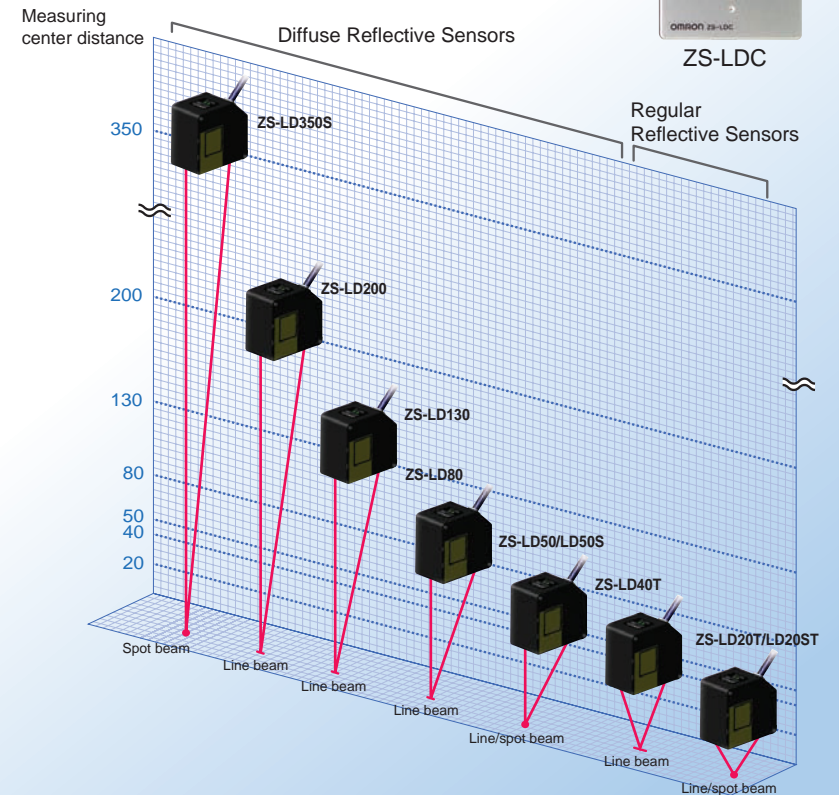 Measuring
center distance
Diffuse Reflective Sensors
OMRON ZS-LDC
ZS-LDC
Regular
Reflective Sensors
350
ZS-LD350S
200
ZS-LD200
130
ZS-LD130
80
ZS-LD80
50
40
ZS-LD50/LD50S
20
ZS-LD40T
ZS-LD20T/LD20ST
Spot beam
Line beam
Line beam
Line beam
Line/spot beam
Line beam
Line/spot beam